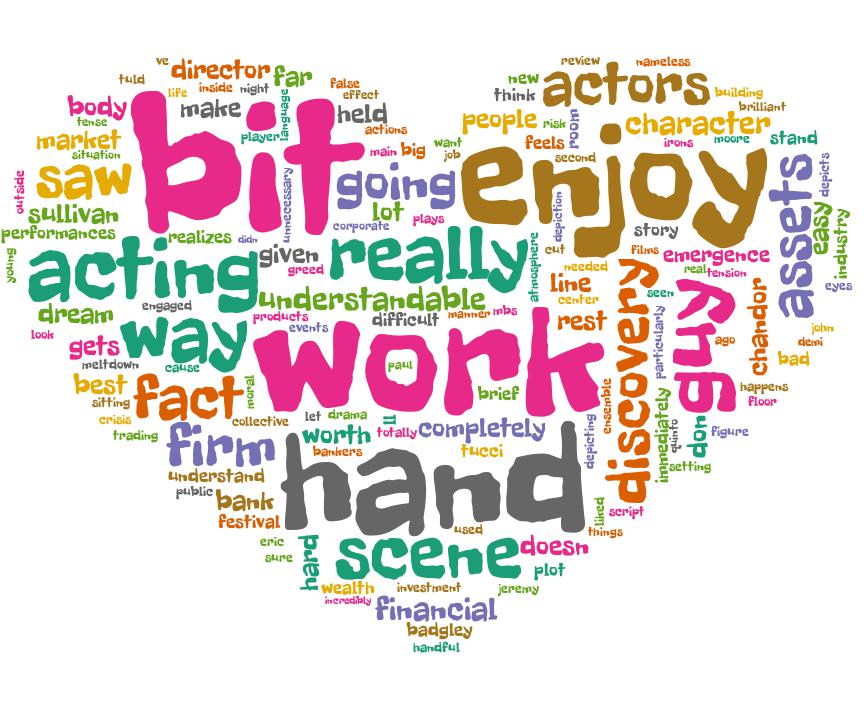 ve
director
far
review
nameless
tuld
life
inside
night
false
effect
new
think
actors
building
brilliant
body
tense
make
language
held
actions
people
risk
room
character
market
situation
player
bit
main
big
want
job
feels
second
irons
moore
stand
outside
saw
unnecessary
going
enjoy
assets
depicts
sullivan
lot
plays
corporate
depiction
easy
industry
performances
realizes
didn
story
young
acting
given
greed
really
atmosphere
cut
films
emergence
real
tension
eyes
understandable
needed
line
center
discovery
seen
dream
engaged
products
events
difficult
manner
mbs
rest
particularly
guy
chandor
look
way
work
ago
john
demi
bad
gets
meltdown
cause
paul
best
sitting
fact
moral
brief
ensemble
happens
floor
crisis
collective
let
drama
trading
firm
worth
bankers
totally
completely
depicting
immediately
quinto
don
figure
tucci
setting
understand
hand
public
bank
festival
liked
script
used
things
eric
sure
hard
scene
doesn
plot
wealth
investment
jeremy
incredibly
financial
badgley
handful